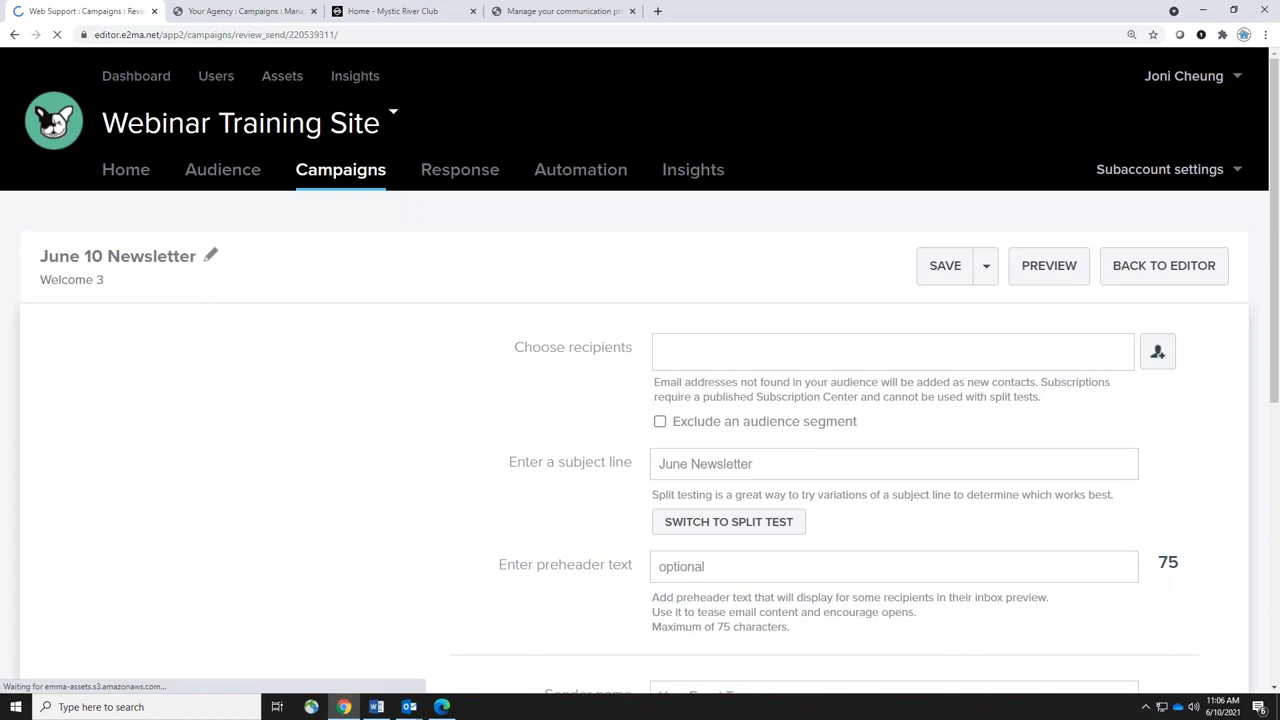 Web Support : Campaigns : Revie
Your Agency : Campaigns : Mana
Home - Mystic River Club
Manage your communication pr
editor.e2ma.net/app2/campaigns/review_send/220539311/
Dashboard
Users
Assets
Insights
Joni Cheung
Webinar Training Site
Home
Audience
Campaigns
Response
Automation
Insights
Subaccount settings
June 10 Newsletter
Welcome 3
SAVE
PREVIEW
BACK TO EDITOR
Choose recipients
Email addresses not found in your audience will be added as new contacts. Subscriptions
require a published Subscription Center and cannot be used with split tests.
Exclude an audience segment
Enter a subject line
June Newsletter
Split testing is a great way to try variations of a subject line to determine which works best.
SWITCH TO SPLIT TEST
Enter preheader text
optional
75
Add preheader text that will display for some recipients in their inbox preview.
Use it to tease email content and encourage opens.
Maximum of 75 characters.
Sender name
Waiting for emma-assets.s3.amazonaws.com...
Type here to search
11:06 AM
6/10/2021